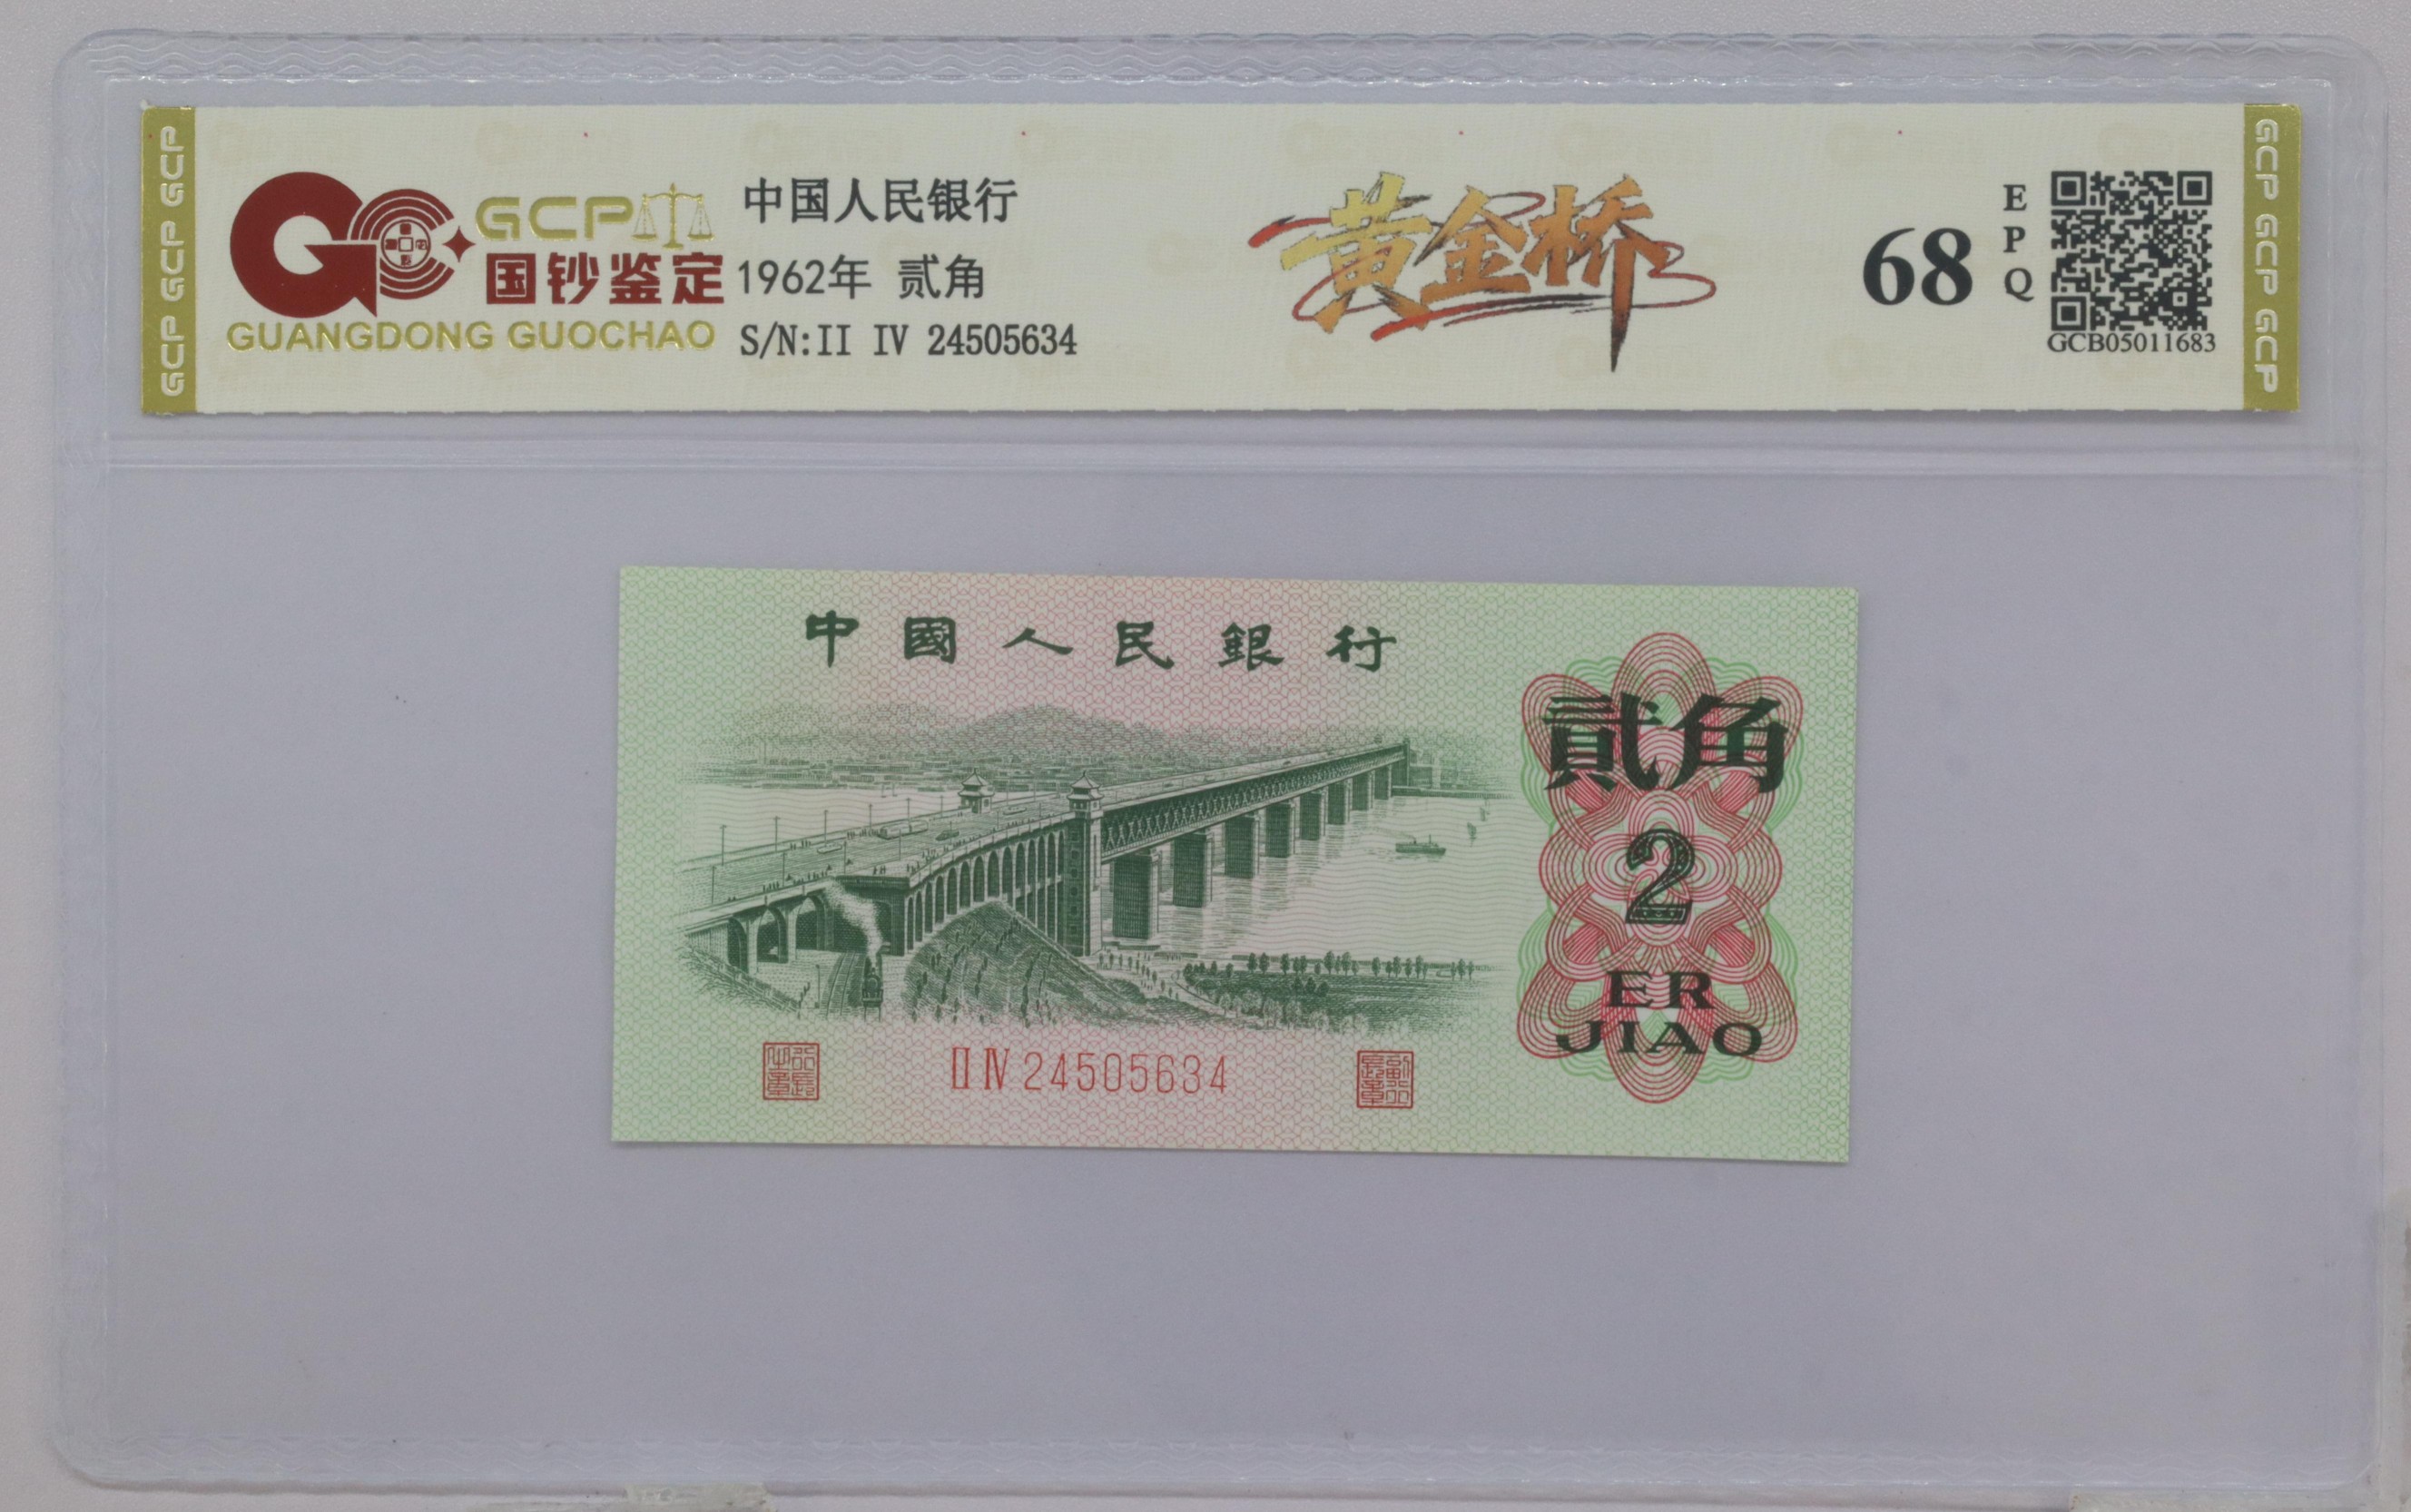 GCP GCP GCP
GCP
国钞鉴定
GUANGDONG GUOCHAO
中国人民银行
1962年 贰角
S/N:II IV 24505634
黄金桥
68
EPQ
GCB05011683
GCP GCP GCP
中國人民銀行
貳角
2
ER
JIAO
II IV 24505634